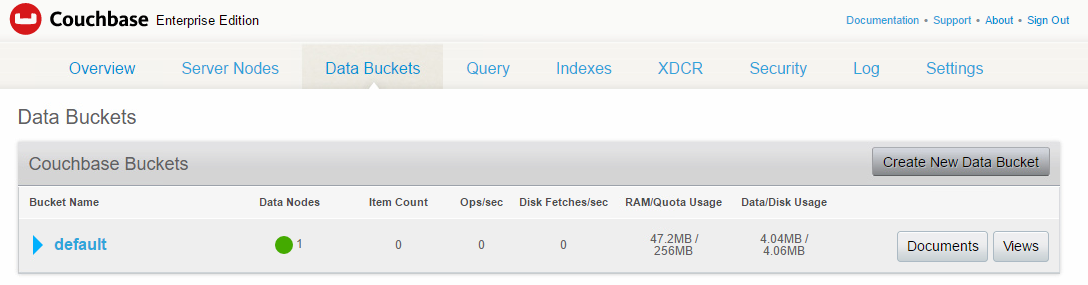 Couchbase Enterprise Edition
Documentation • Support • About • Sign Out
Overview Server Nodes Data Buckets Query Indexes XDCR Security Log Settings
Data Buckets
Couchbase Buckets Create New Data Bucket
Bucket Name Data Nodes Item Count Ops/sec Disk Fetches/sec RAM/Quota Usage Data/Disk Usage
default 1 0 0 0 47.2MB / 4.04MB / Documents Views
256MB 4.06MB